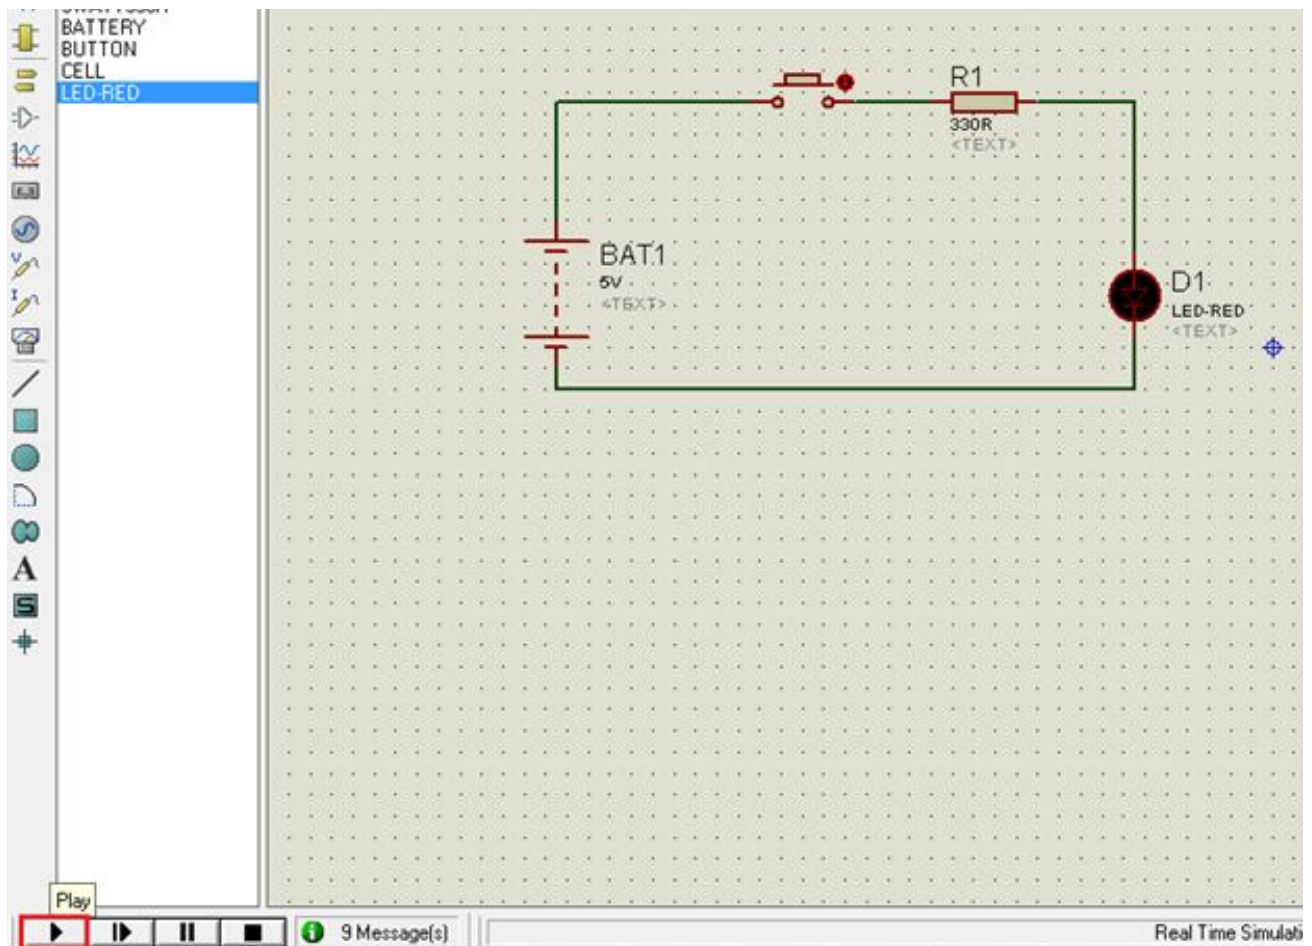 BATTERY
BUTTON
CELL
LED-RED
R1
330R
<TEXT>
BAT1
5V
<TEXT>
D1
LED-RED
<TEXT>
A
S
Play
9 Message(s)
Real Time Simulati